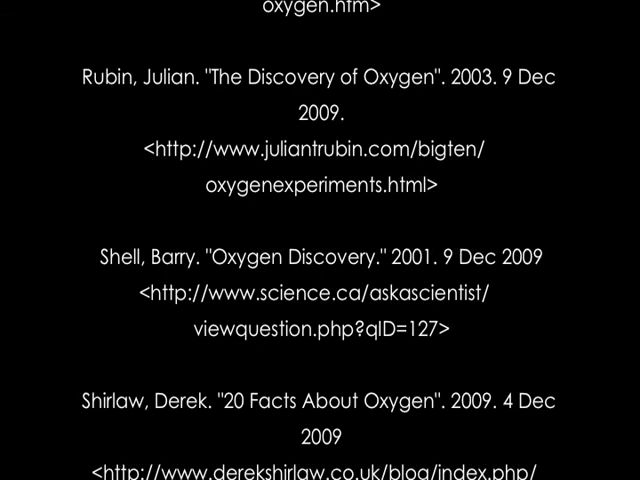 oxygen.htm>
Rubin, Julian. "The Discovery of Oxygen". 2003. 9 Dec
2009.
<http://www.juliantrubin.com/bigten/
oxygenexperiments.html>
Shell, Barry. "Oxygen Discovery." 2001. 9 Dec 2009
<http://www.science.ca/askascientist/
viewquestion.php?qID=127>
Shirlaw, Derek. "20 Facts About Oxygen". 2009. 4 Dec
2009
<http://www.derekshirlaw.co.uk/blog/index.php/